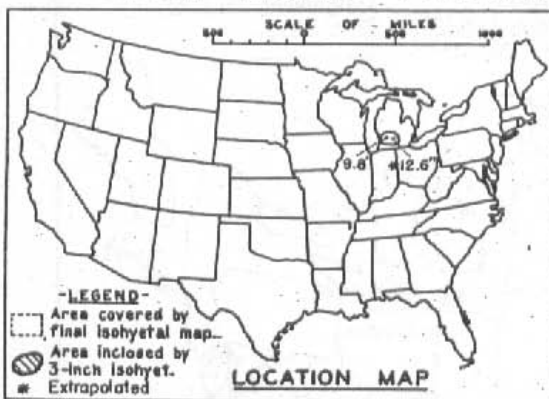 SCALE OF MILES
500 0 500 1000
9.8" *12.6"
-LEGEND-
Area covered by
final isohyetal map.
Area inclosed by
3-inch isohyet.
* Extrapolated
LOCATION MAP